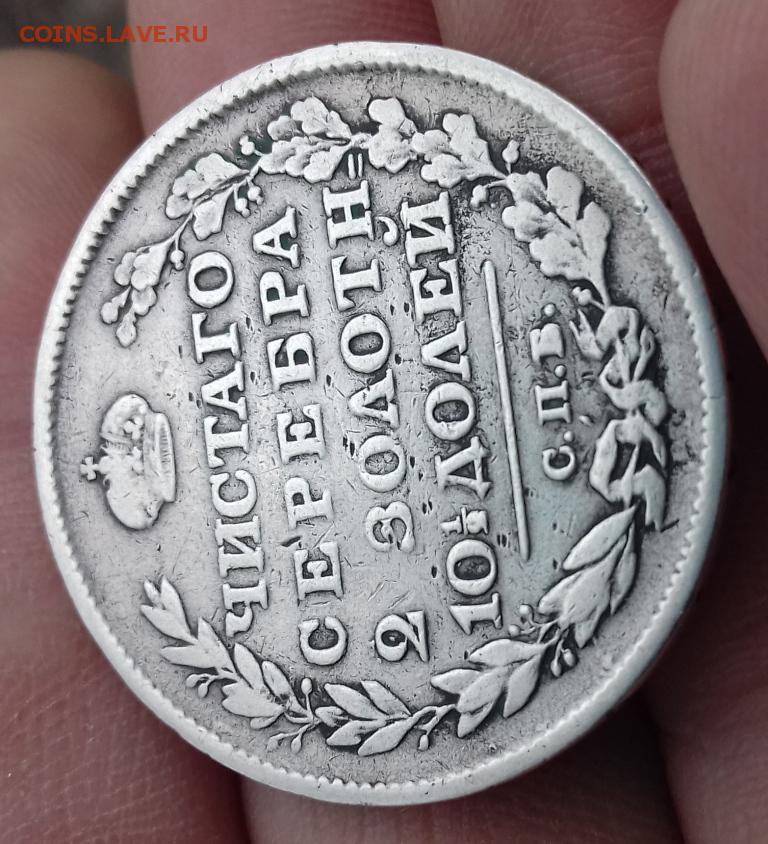 COINS.LAVE.RU
ЧИСТАГО
СЕРЕБРА
2 ЗОЛОТН=
10½ ДОЛЕЙ
С.П.Б.